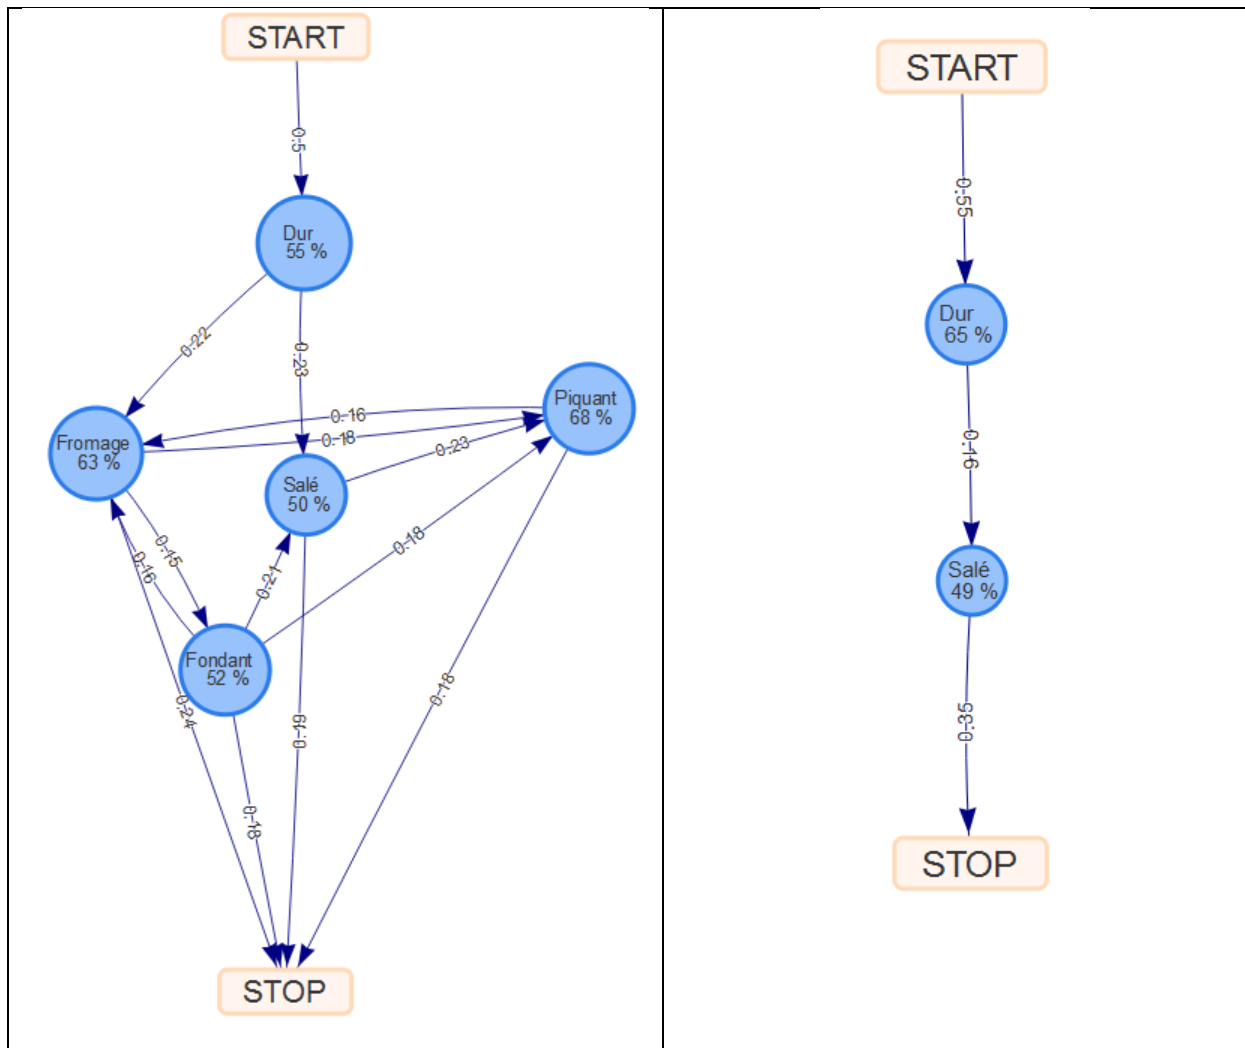 START
0.5
Dur
55 %
0.22
0.23
Piquant
68 %
0.16
0.18
Fromage
63 %
0.23
Salé
50 %
0.18
0.15
0.16
0.21
Fondant
52 %
0.24
0.18
0.19
0.18
STOP
START
0.55
Dur
65 %
0.16
Salé
49 %
0.35
STOP